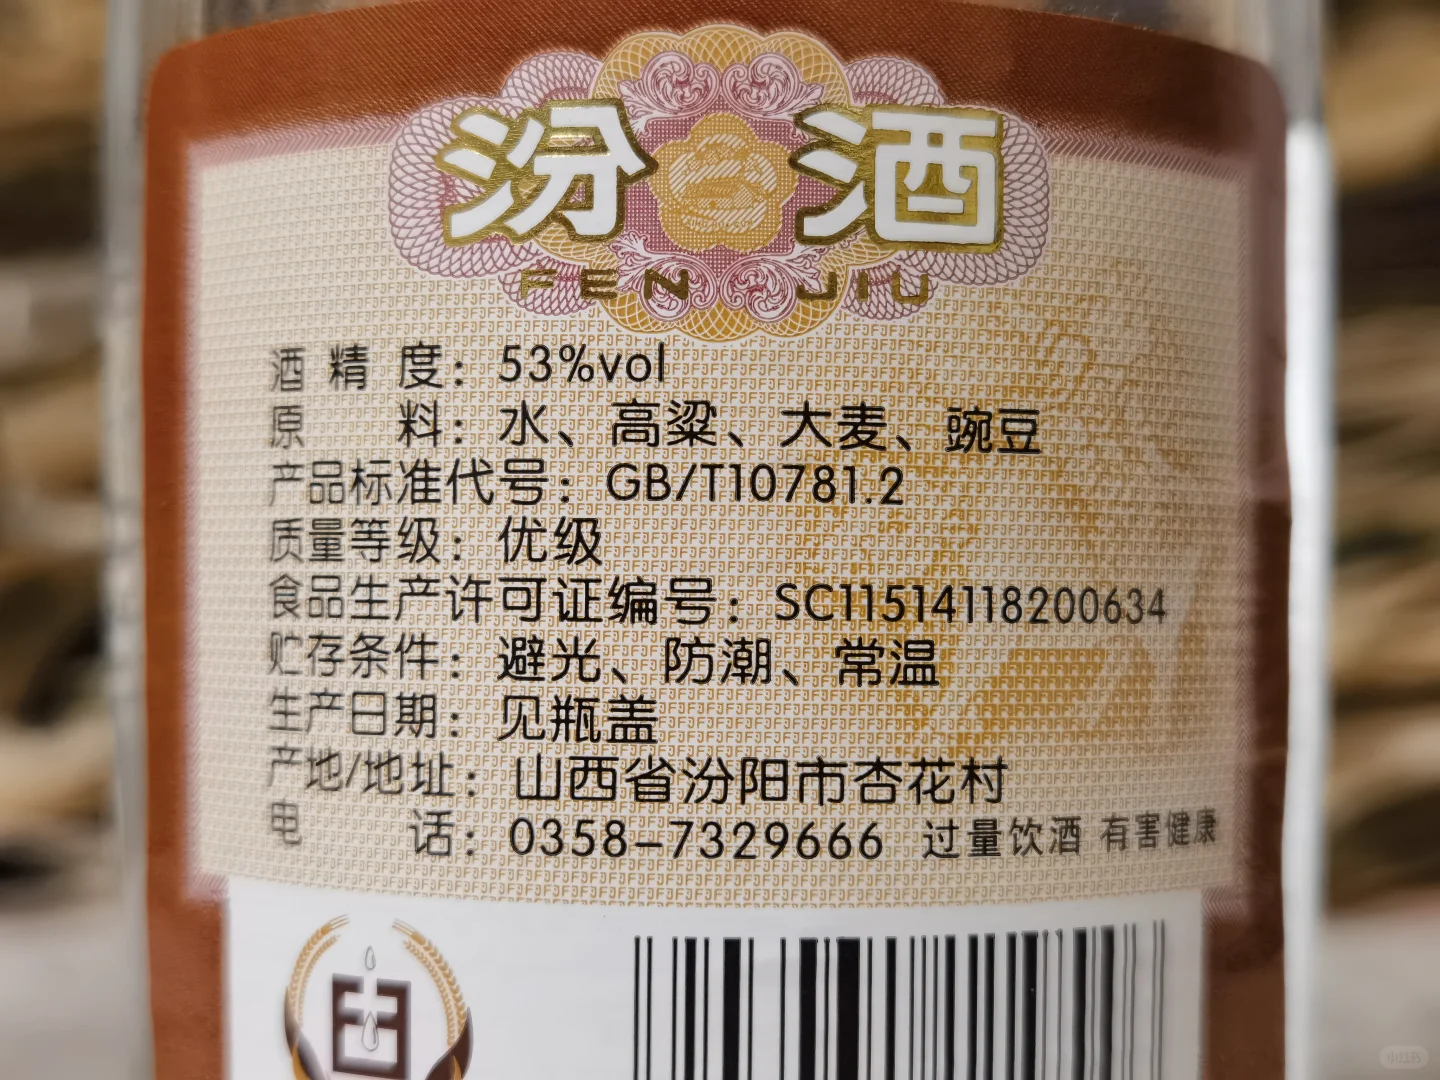 汾酒
FEN JIU
酒精度：53%vol
原料：水、高粱、大麦、豌豆
产品标准代号：GB/T10781.2
质量等级：优级
食品生产许可证编号：SC11514118200634
贮存条件：避光、防潮、常温
生产日期：见瓶盖
产地/地址：山西省汾阳市杏花村
电话：0358-7329666 过量饮酒 有害健康
小红书